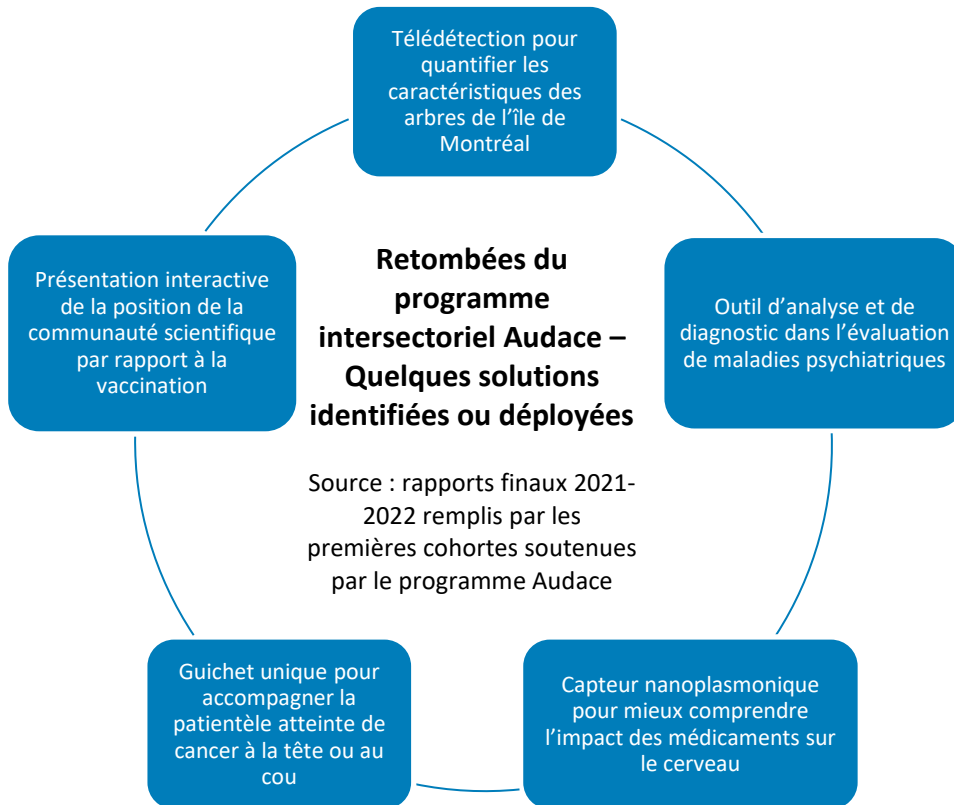 Télédétection pour
quantifier les
caractéristiques des
arbres de l'île de
Montréal
Présentation interactive
de la position de la
communauté scientifique
par rapport à la
vaccination
Retombées du
programme
intersectoriel Audace –
Quelques solutions
identifiées ou déployées
Source : rapports finaux 2021-
2022 remplis par les
premières cohortes soutenues
par le programme Audace
Outil d'analyse et de
diagnostic dans l'évaluation
de maladies psychiatriques
Guichet unique pour
accompagner la
patientèle atteinte de
cancer à la tête ou au
cou
Capteur nanoplasmonique
pour mieux comprendre
l'impact des médicaments sur
le cerveau